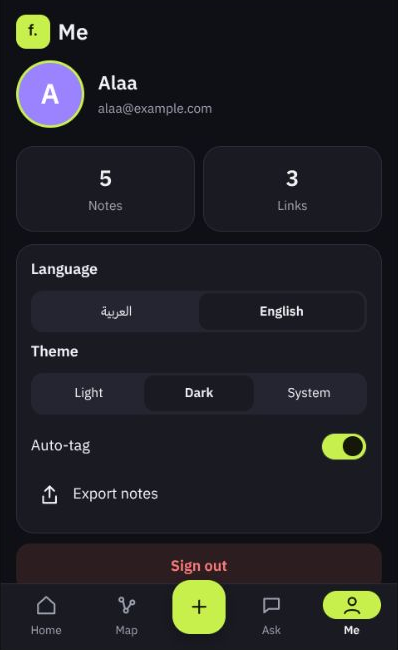 f. Me
A
Alaa
alaa@example.com
5
Notes
3
Links
Language
العربية
English
Theme
Light
Dark
System
Auto-tag
Export notes
Sign out
Home
Map
+
Ask
Me